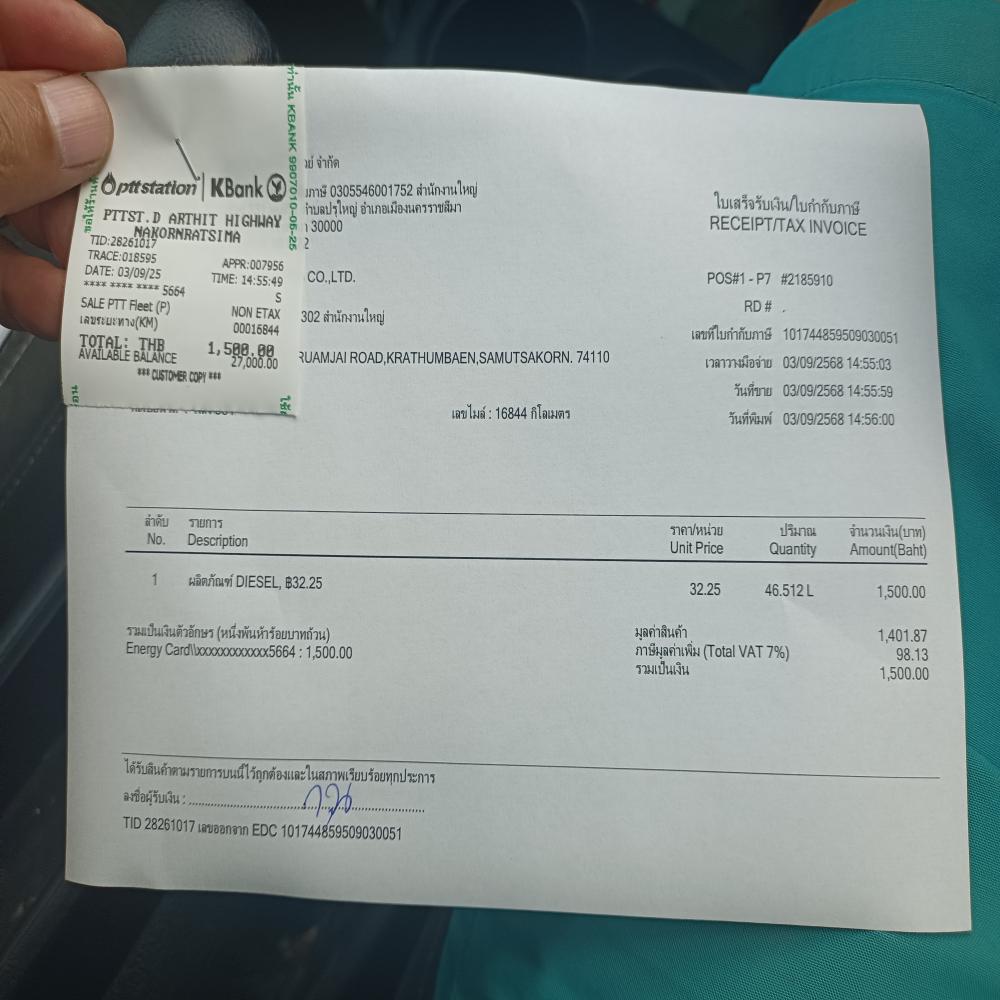 pttstation | KBank
PTTST.D ARTHIT HIGHWAY
NAKORNRATSIMA
TID:28261017
TRACE:018595 APPR:007956
DATE: 03/09/25 TIME: 14:55:49
**** **** **** 5664 S
SALE PTT Fleet (P) NON ETAX
เลขระยะทาง(KM) 00016844
TOTAL: THB 1,500.00
AVAILABLE BALANCE 27,000.00
*** CUSTOMER COPY ***
KBANK 9907010-05-25
จำกัด
0305546001752 สำนักงานใหญ่
อำเภอเมืองนครราชสีมา
30000
2
CO.,LTD.
302 สำนักงานใหญ่
RUAMJAI ROAD,KRATHUMBAEN,SAMUTSAKORN. 74110
เลขไมล์ : 16844 กิโลเมตร
ใบเสร็จรับเงิน/ใบกำกับภาษี
RECEIPT/TAX INVOICE
POS#1 - P7 #2185910
RD # .
เลขที่ใบกำกับภาษี 101744859509030051
เวลาวางมือจ่าย 03/09/2568 14:55:03
วันที่ขาย 03/09/2568 14:55:59
วันที่พิมพ์ 03/09/2568 14:56:00
ลำดับ รายการ ราคา/หน่วย ปริมาณ จำนวนเงิน(บาท)
No. Description Unit Price Quantity Amount(Baht)
1 ผลิตภัณฑ์ DIESEL, ฿32.25 32.25 46.512 L 1,500.00
รวมเป็นเงินตัวอักษร (หนึ่งพันห้าร้อยบาทถ้วน)
Energy Card\\xxxxxxxxxxxx5664 : 1,500.00
มูลค่าสินค้า 1,401.87
ภาษีมูลค่าเพิ่ม (Total VAT 7%) 98.13
รวมเป็นเงิน 1,500.00
ได้รับสินค้าตามรายการบนนี้ไว้ถูกต้องและในสภาพเรียบร้อยทุกประการ
ลงชื่อผู้รับเงิน :
TID 28261017 เลขออกจาก EDC 101744859509030051